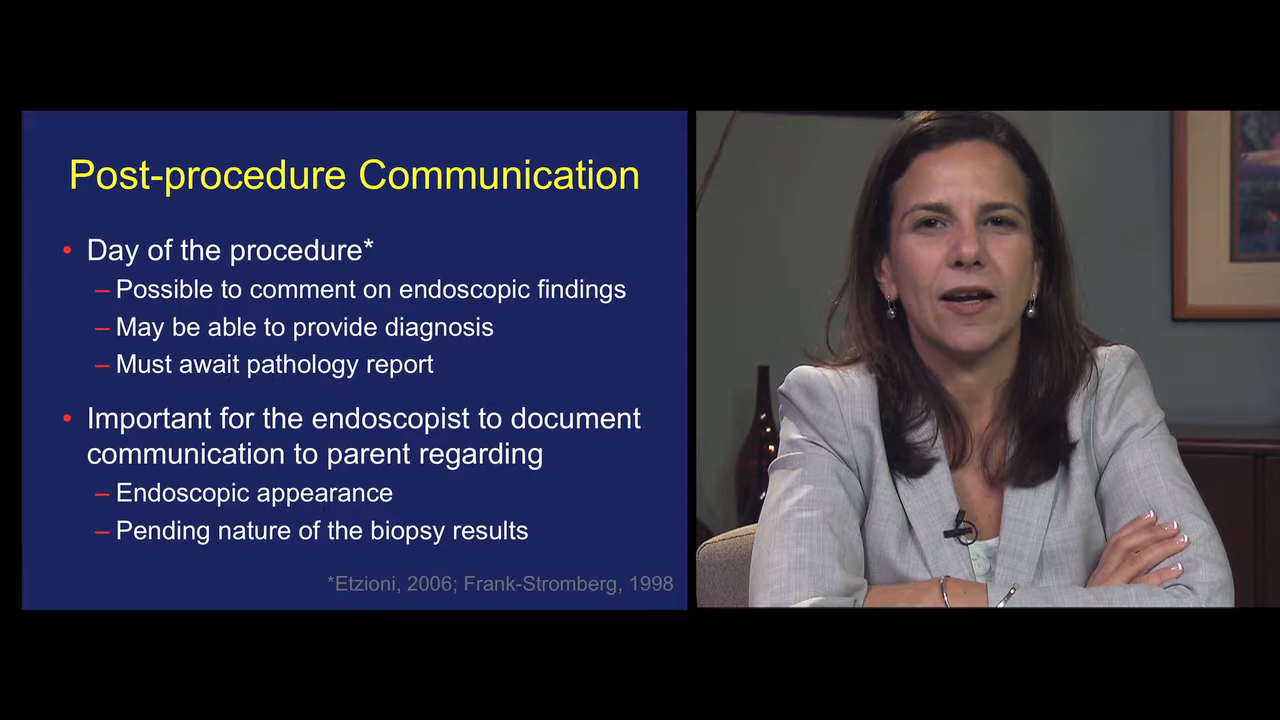 Post-procedure Communication
• Day of the procedure*
– Possible to comment on endoscopic findings
– May be able to provide diagnosis
– Must await pathology report
• Important for the endoscopist to document
communication to parent regarding
– Endoscopic appearance
– Pending nature of the biopsy results
*Etzioni, 2006; Frank-Stromberg, 1998